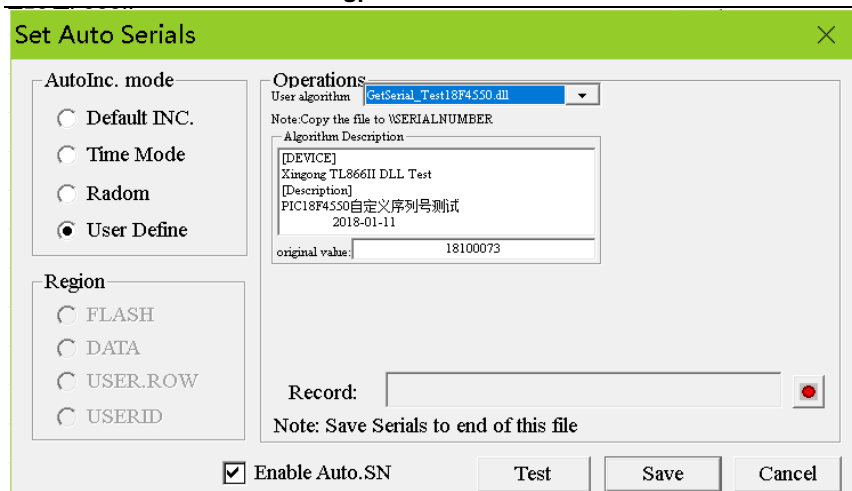 Set Auto Serials
AutoInc. mode
Default INC.
Time Mode
Radom
User Define
Region
FLASH
DATA
USER.ROW
USERID
Operations
User algorithm GetSerial_Test18F4550.dll
Note:Copy the file to \\SERIALNUMBER
Algorithm Description
[DEVICE]
Xingong TL866II DLL Test
[Description]
PIC18F4550自定义序列号测试
2018-01-11
original value: 18100073
Record:
Note: Save Serials to end of this file
Enable Auto.SN
Test
Save
Cancel